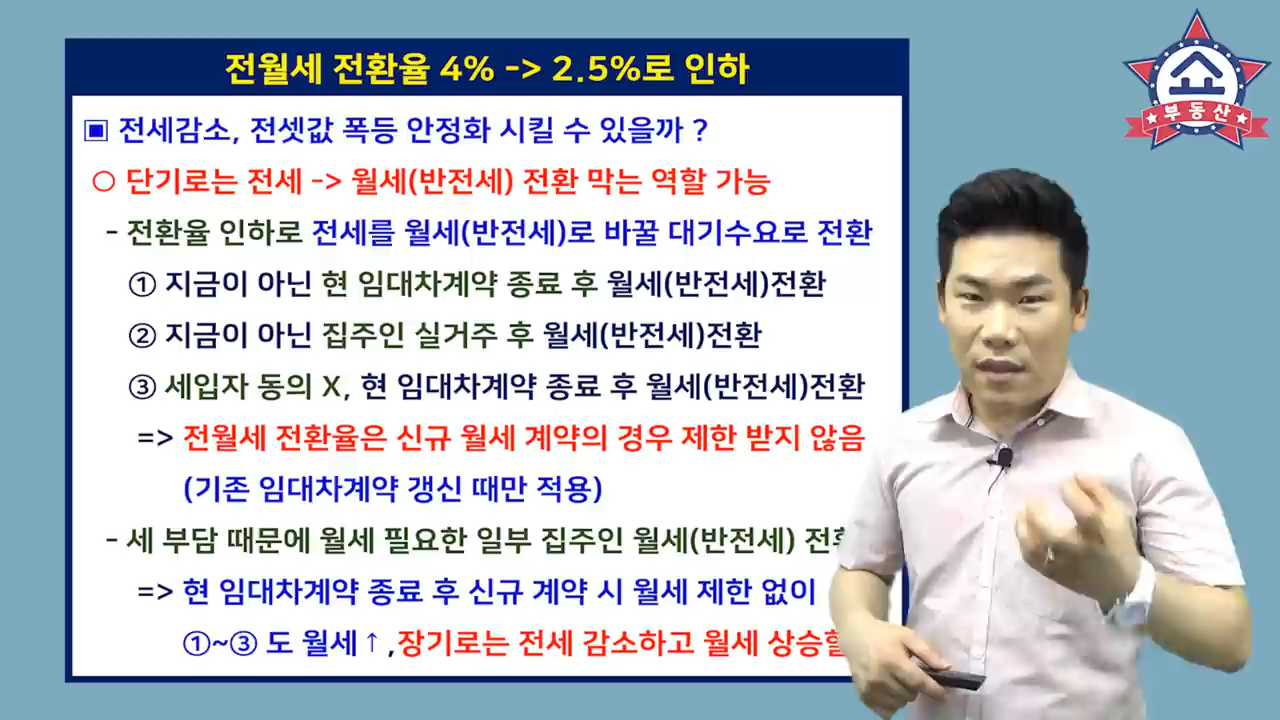 전월세 전환율 4% -> 2.5%로 인하
▣ 전세감소, 전셋값 폭등 안정화 시킬 수 있을까 ?
○ 단기로는 전세 -> 월세(반전세) 전환 막는 역할 가능
- 전환율 인하로 전세를 월세(반전세)로 바꿀 대기수요로 전환
① 지금이 아닌 현 임대차계약 종료 후 월세(반전세)전환
② 지금이 아닌 집주인 실거주 후 월세(반전세)전환
③ 세입자 동의 X, 현 임대차계약 종료 후 월세(반전세)전환
=> 전월세 전환율은 신규 월세 계약의 경우 제한 받지 않음
(기존 임대차계약 갱신 때만 적용)
- 세 부담 때문에 월세 필요한 일부 집주인 월세(반전세)
=> 현 임대차계약 종료 후 신규 계약 시 월세 제한 없이
①~③ 도 월세↑,장기로는 전세 감소하고 월세
쇼
부동산